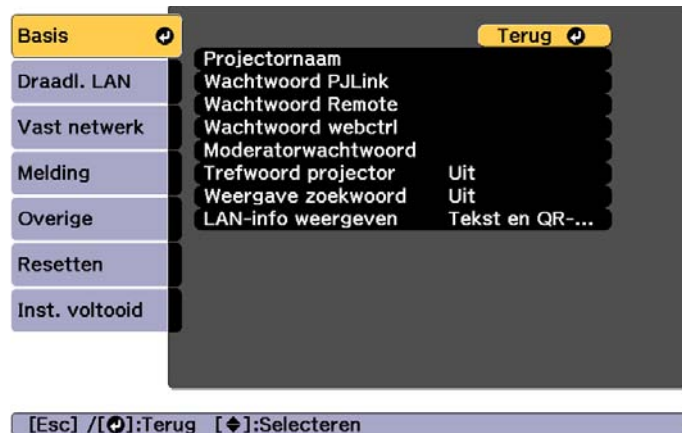 Basis
Draadl. LAN
Vast netwerk
Melding
Overige
Resetten
Inst. voltooid
Terug
Projectornaam
Wachtwoord PJLink
Wachtwoord Remote
Wachtwoord webctrl
Moderatorwachtwoord
Trefwoord projector Uit
Weergave zoekwoord Uit
LAN-info weergeven Tekst en QR-...
[Esc] /[ ]:Terug [ ]:Selecteren